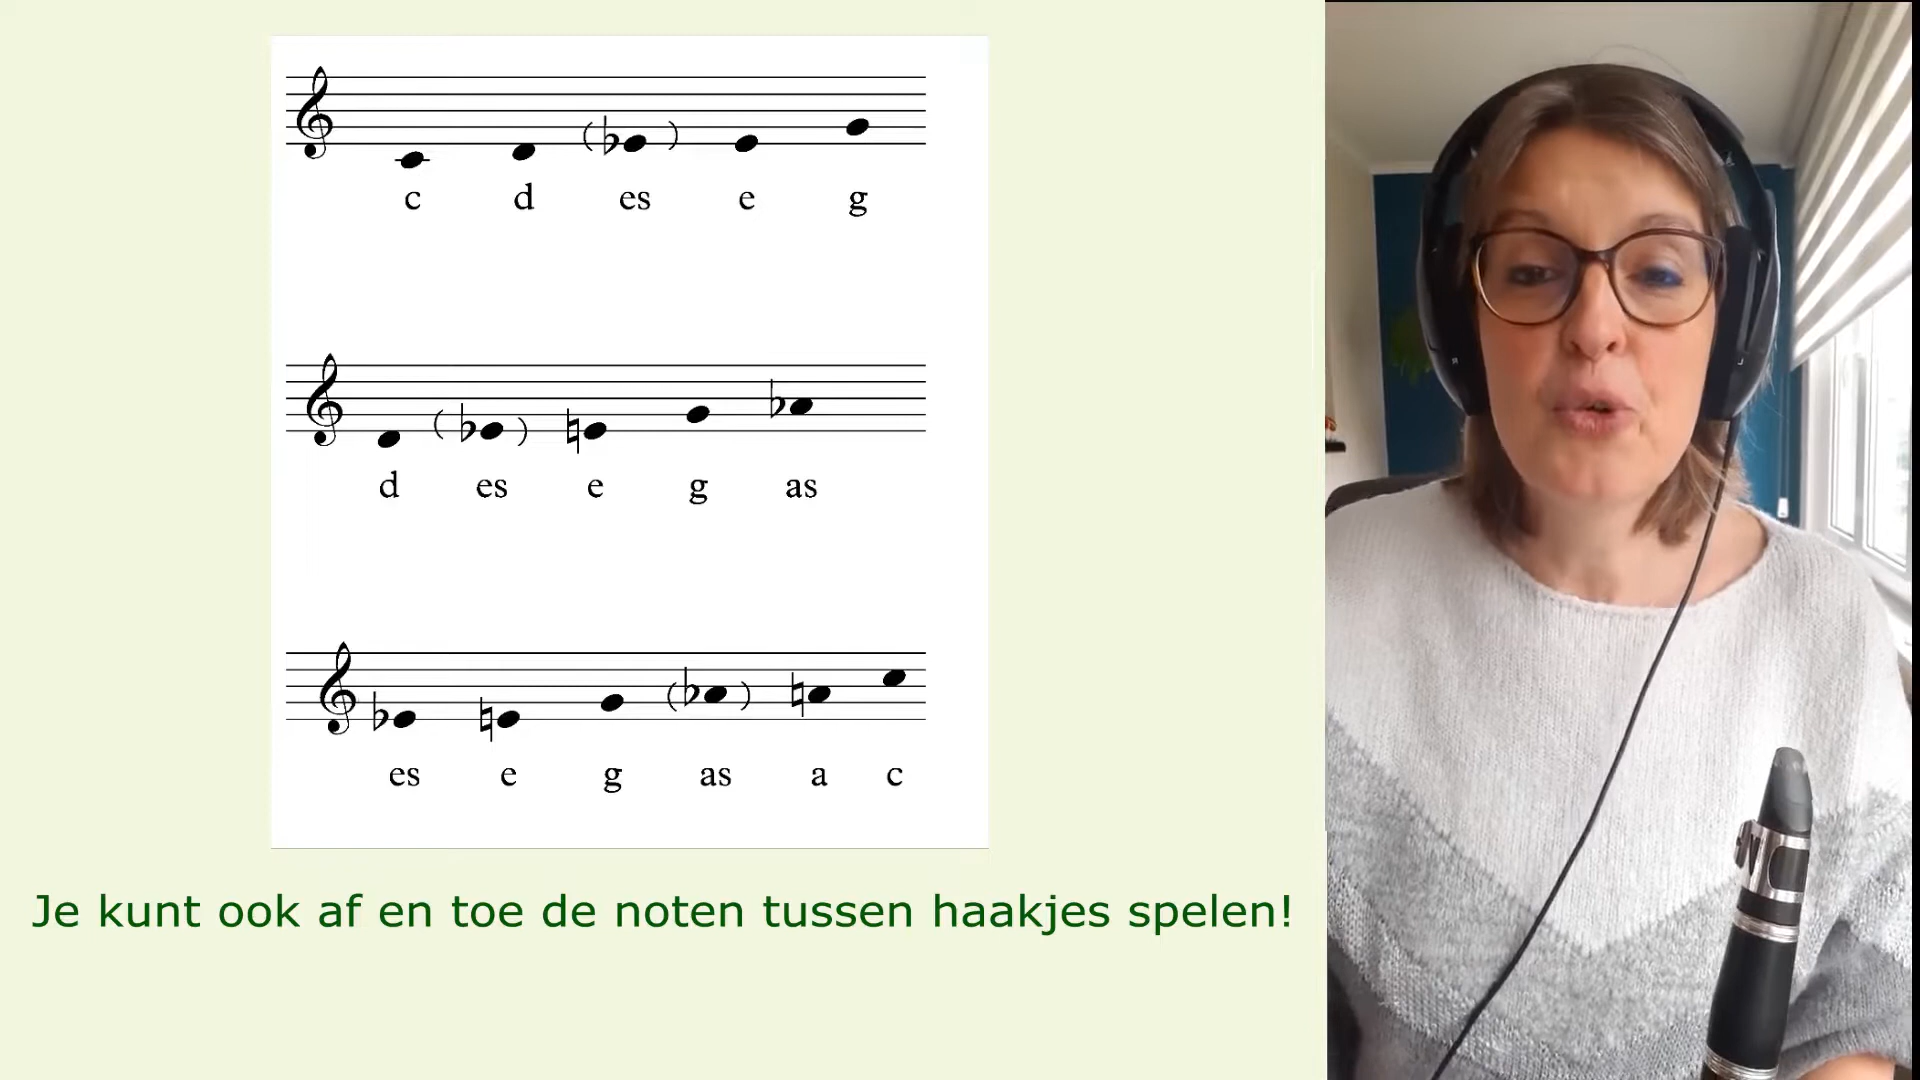 c d es e g
d es e g as
es e g as a c
Je kunt ook af en toe de noten tussen haakjes spelen!